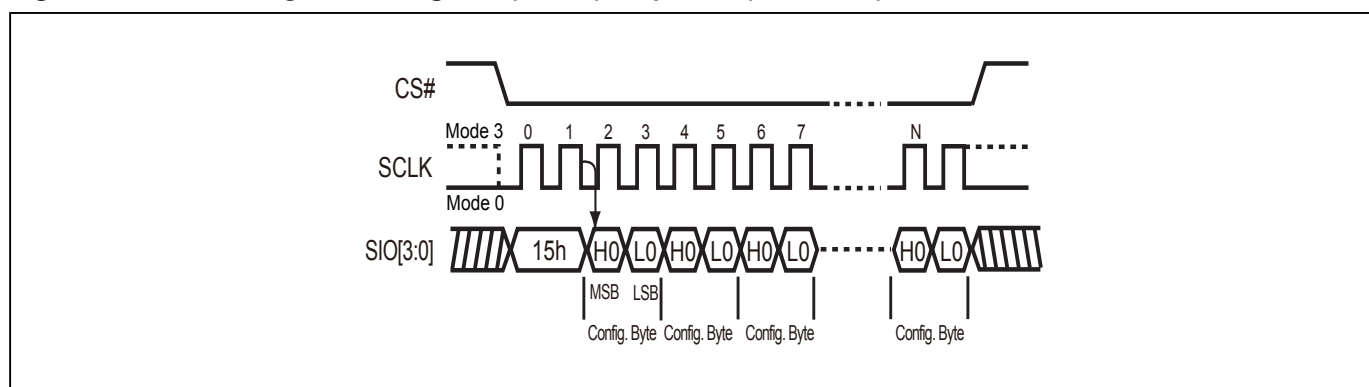 CS#
Mode 3 0 1 2 3 4 5 6 7 N
SCLK
Mode 0
SIO[3:0] 15h H0 L0 H0 L0 H0 L0 H0 L0
MSB LSB
Config. Byte Config. Byte Config. Byte Config. Byte